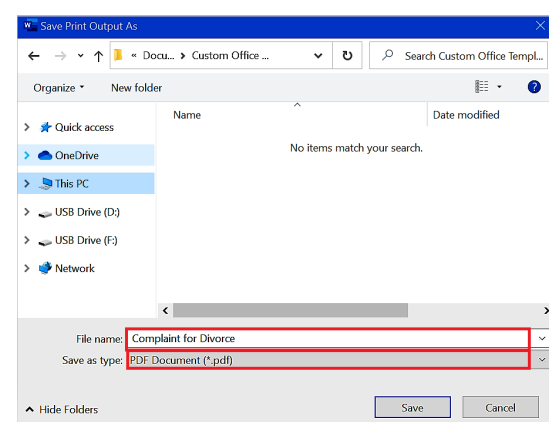 Save Print Output As
« Docu... > Custom Office ...
Search Custom Office Templ...
Organize
New folder
Name
Date modified
No items match your search.
Quick access
OneDrive
This PC
USB Drive (D:)
USB Drive (F:)
Network
File name: Complaint for Divorce
Save as type: PDF Document (*.pdf)
Hide Folders
Save
Cancel